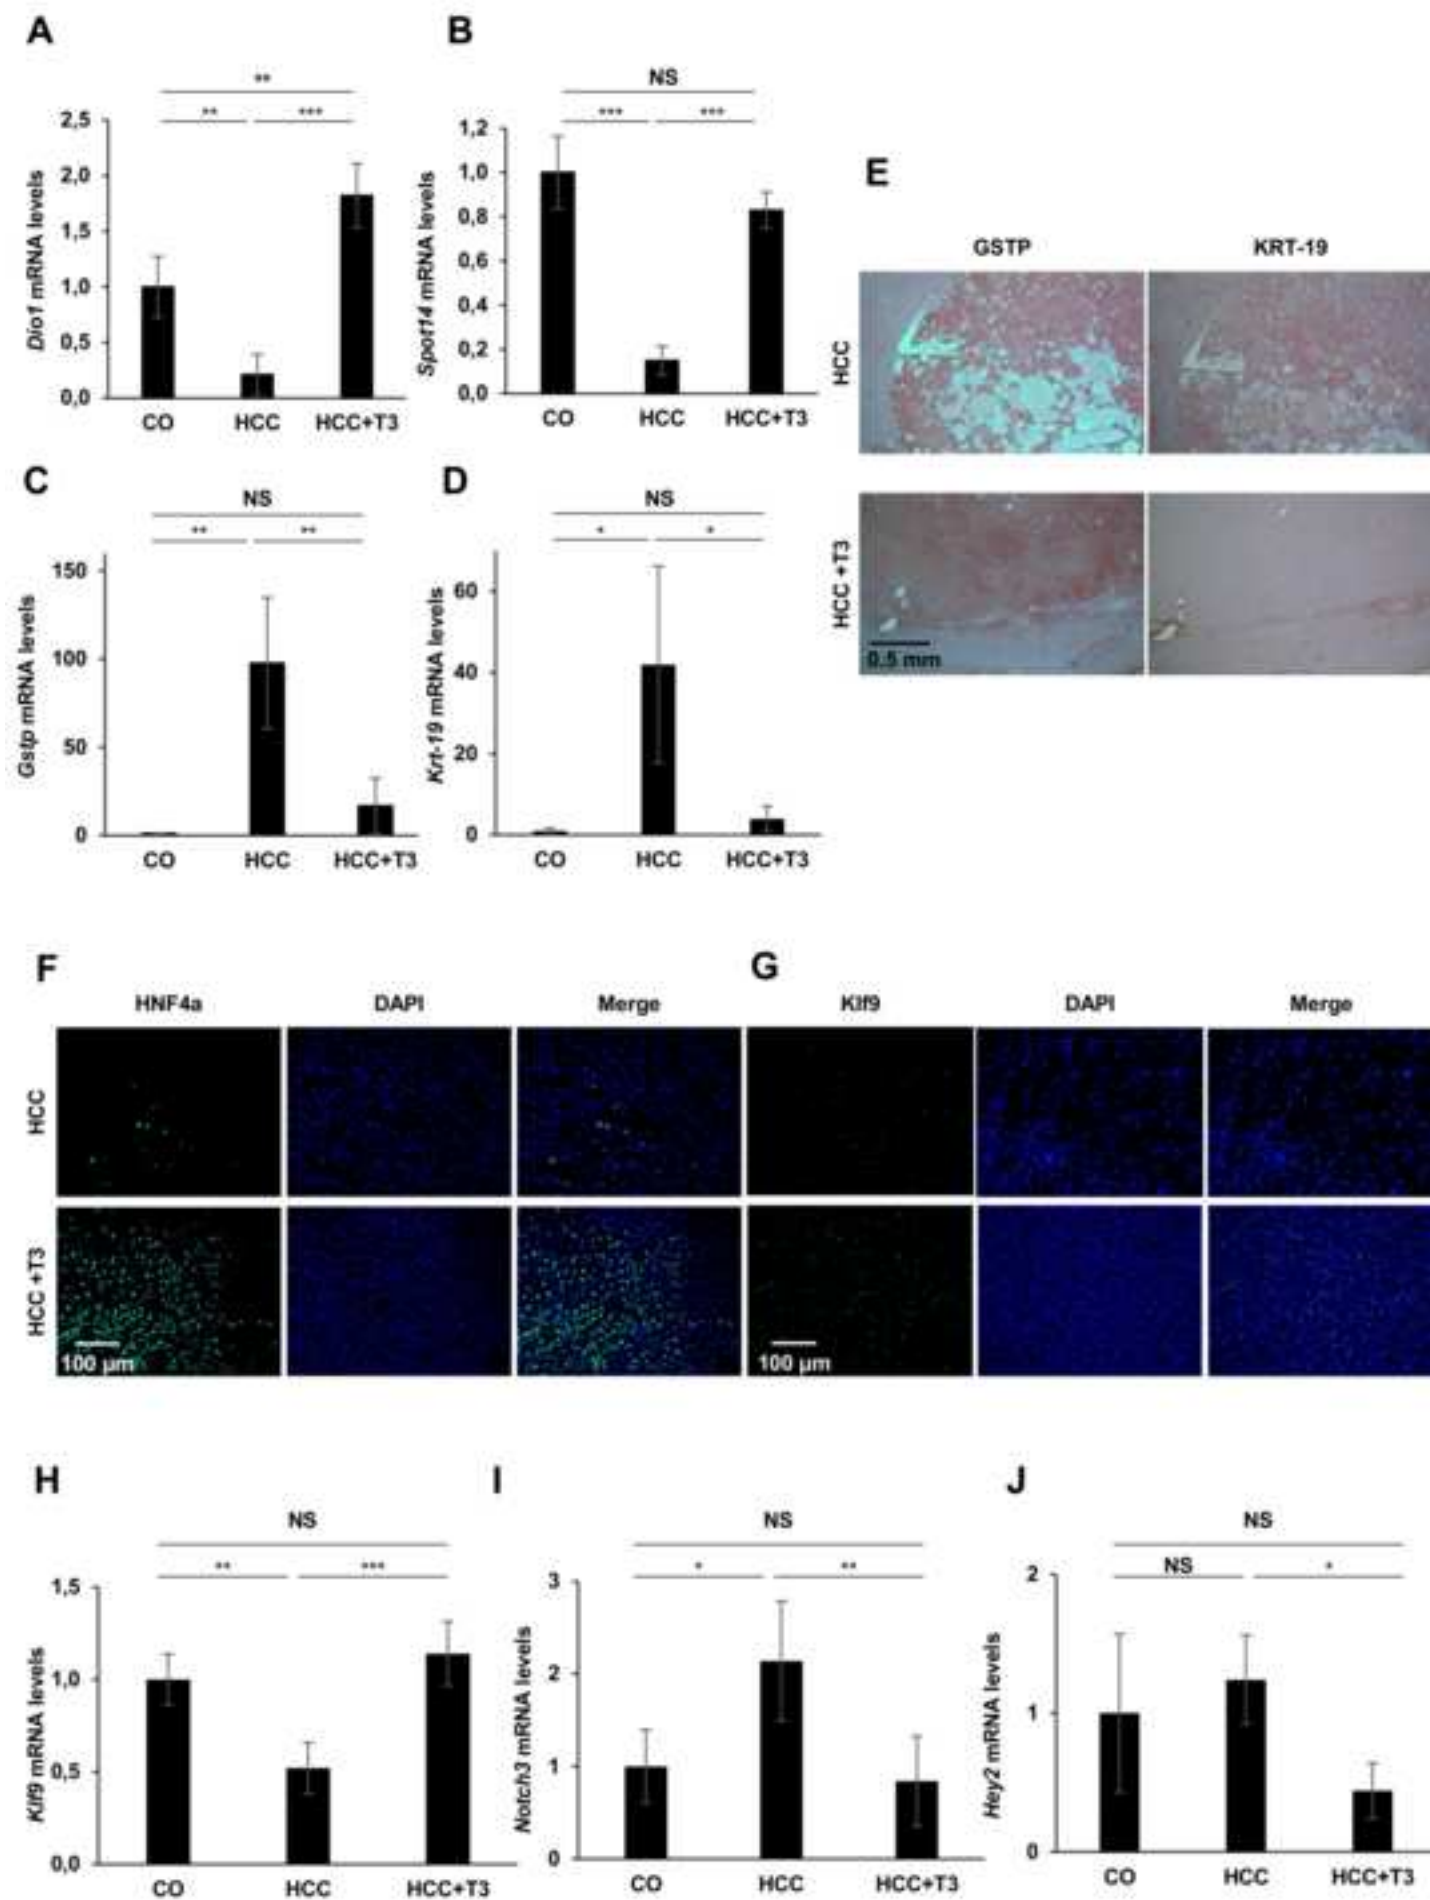 A
**
** ***
Dio1 mRNA levels
2,5
2,0
1,5
1,0
0,5
0,0
CO HCC HCC+T3
B
NS
*** ***
Spot14 mRNA levels
1,2
1,0
0,8
0,6
0,4
0,2
0,0
CO HCC HCC+T3
C
NS
** **
Gstp mRNA levels
150
100
50
0
CO HCC HCC+T3
D
NS
* *
Krt-19 mRNA levels
60
40
20
0
CO HCC HCC+T3
E
GSTP KRT-19
HCC
HCC +T3
0.5 mm
F
HNF4a DAPI Merge
HCC
HCC +T3
100 µm
G
Klf9 DAPI Merge
100 µm
H
NS
** ***
Klf9 mRNA levels
1,5
1,0
0,5
0,0
CO HCC HCC+T3
I
NS
* **
Notch3 mRNA levels
3
2
1
0
CO HCC HCC+T3
J
NS
NS *
Hey2 mRNA levels
2
1
0
CO HCC HCC+T3